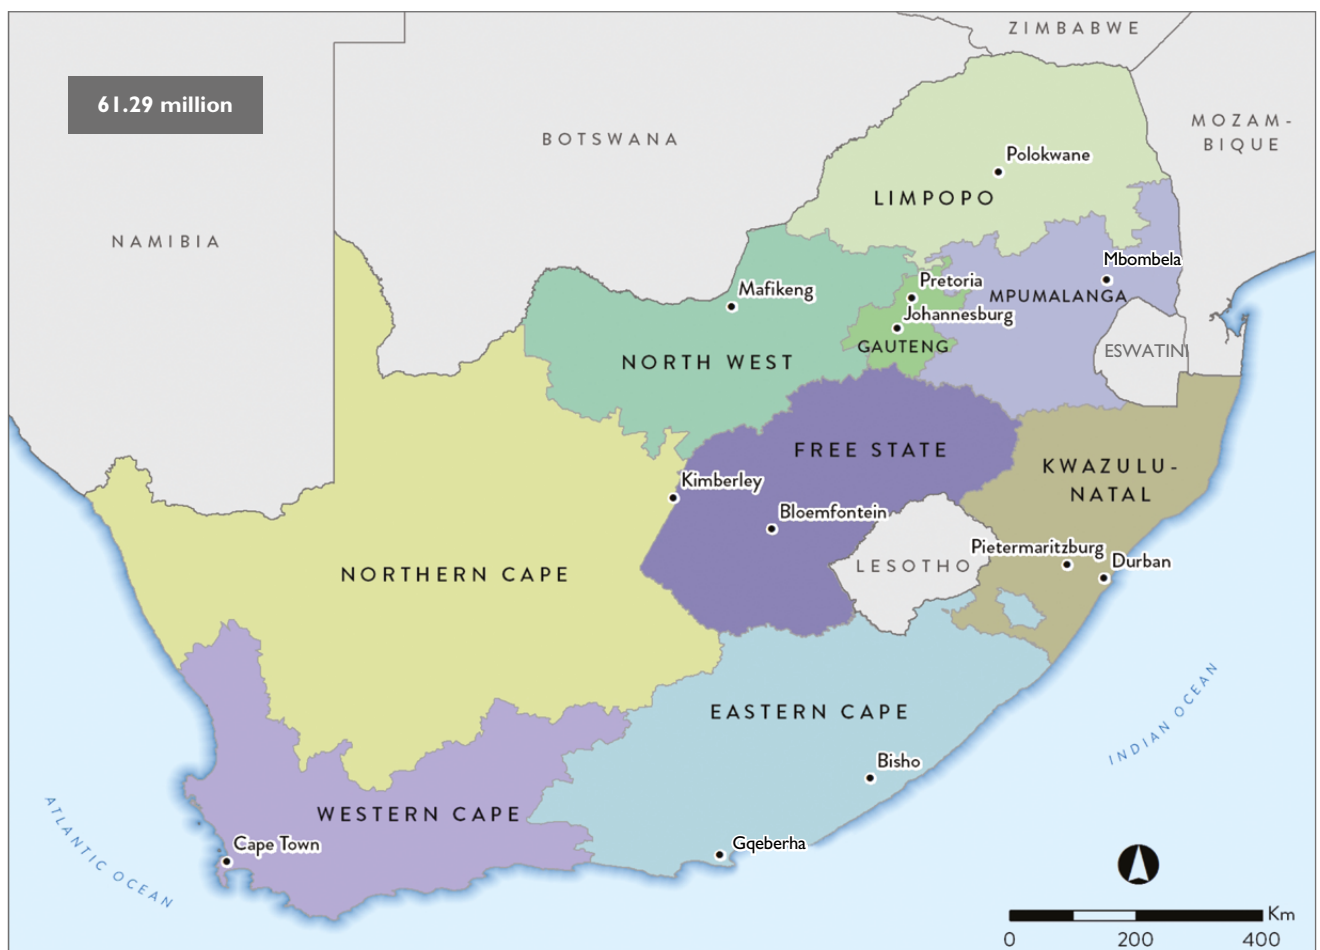 ZIMBABWE
61.29 million
MOZAM-
BIQUE
BOTSWANA
Polokwane
LIMPOPO
NAMIBIA
Mbombela
Pretoria
Mafikeng
MPUMALANGA
Johannesburg
GAUTENG
ESWATINI
NORTH WEST
FREE STATE
KWAZULU-
NATAL
Kimberley
Bloemfontein
Pietermaritzburg
Durban
LESOTHO
NORTHERN CAPE
EASTERN CAPE
INDIAN OCEAN
Bisho
WESTERN CAPE
Cape Town
Gqeberha
ATLANTIC OCEAN
Km
0 200 400